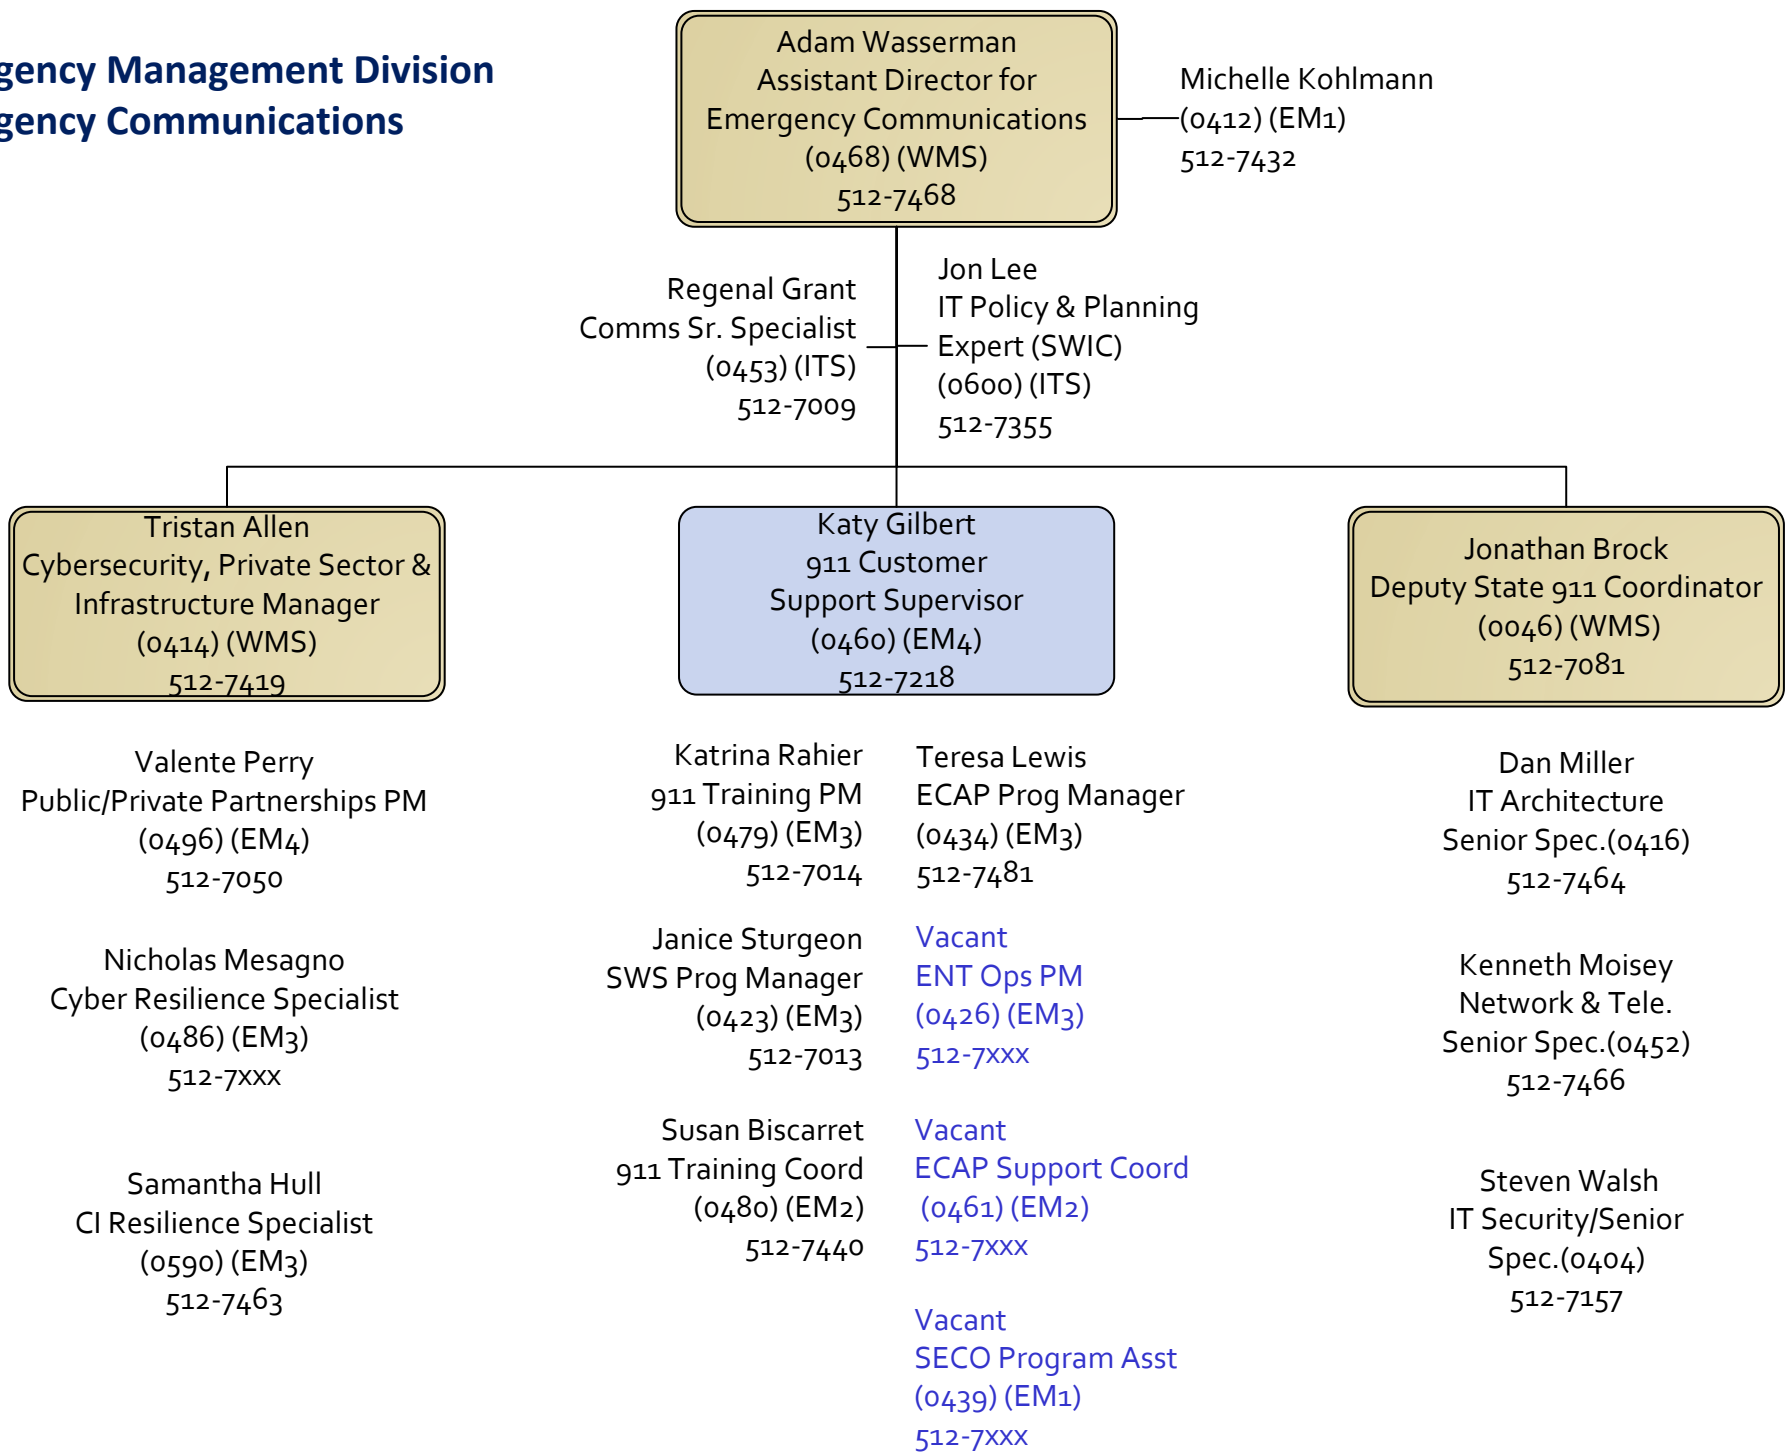 gency Management Division
gency Communications
Adam Wasserman
Assistant Director for
Emergency Communications
(0468) (WMS)
512-7468
Michelle Kohlmann
(0412) (EM1)
512-7432
Regenal Grant
Comms Sr. Specialist
(0453) (ITS)
512-7009
Jon Lee
IT Policy & Planning
Expert (SWIC)
(0600) (ITS)
512-7355
Tristan Allen
Cybersecurity, Private Sector &
Infrastructure Manager
(0414) (WMS)
512-7419
Valente Perry
Public/Private Partnerships PM
(0496) (EM4)
512-7050
Nicholas Mesagno
Cyber Resilience Specialist
(0486) (EM3)
512-7xxx
Samantha Hull
CI Resilience Specialist
(0590) (EM3)
512-7463
Katy Gilbert
911 Customer
Support Supervisor
(0460) (EM4)
512-7218
Katrina Rahier
911 Training PM
(0479) (EM3)
512-7014
Janice Sturgeon
SWS Prog Manager
(0423) (EM3)
512-7013
Susan Biscarret
911 Training Coord
(0480) (EM2)
512-7440
Teresa Lewis
ECAP Prog Manager
(0434) (EM3)
512-7481
Vacant
ENT Ops PM
(0426) (EM3)
512-7xxx
Vacant
ECAP Support Coord
(0461) (EM2)
512-7xxx
Vacant
SECO Program Asst
(0439) (EM1)
512-7xxx
Jonathan Brock
Deputy State 911 Coordinator
(0046) (WMS)
512-7081
Dan Miller
IT Architecture
Senior Spec.(0416)
512-7464
Kenneth Moisey
Network & Tele.
Senior Spec.(0452)
512-7466
Steven Walsh
IT Security/Senior
Spec.(0404)
512-7157